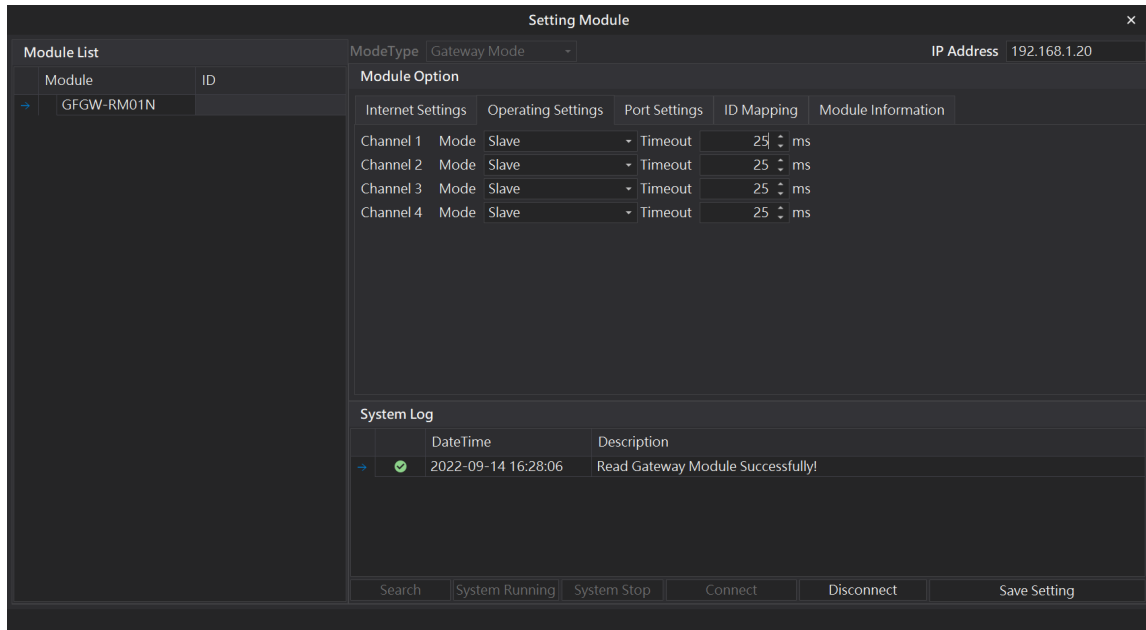 Setting Module ×
Module List
Module ID
GFGW-RM01N
ModeType Gateway Mode IP Address 192.168.1.20
Module Option
Internet Settings Operating Settings Port Settings ID Mapping Module Information
Channel 1 Mode Slave Timeout 25 ms
Channel 2 Mode Slave Timeout 25 ms
Channel 3 Mode Slave Timeout 25 ms
Channel 4 Mode Slave Timeout 25 ms
System Log
DateTime Description
2022-09-14 16:28:06 Read Gateway Module Successfully!
Search System Running System Stop Connect Disconnect Save Setting